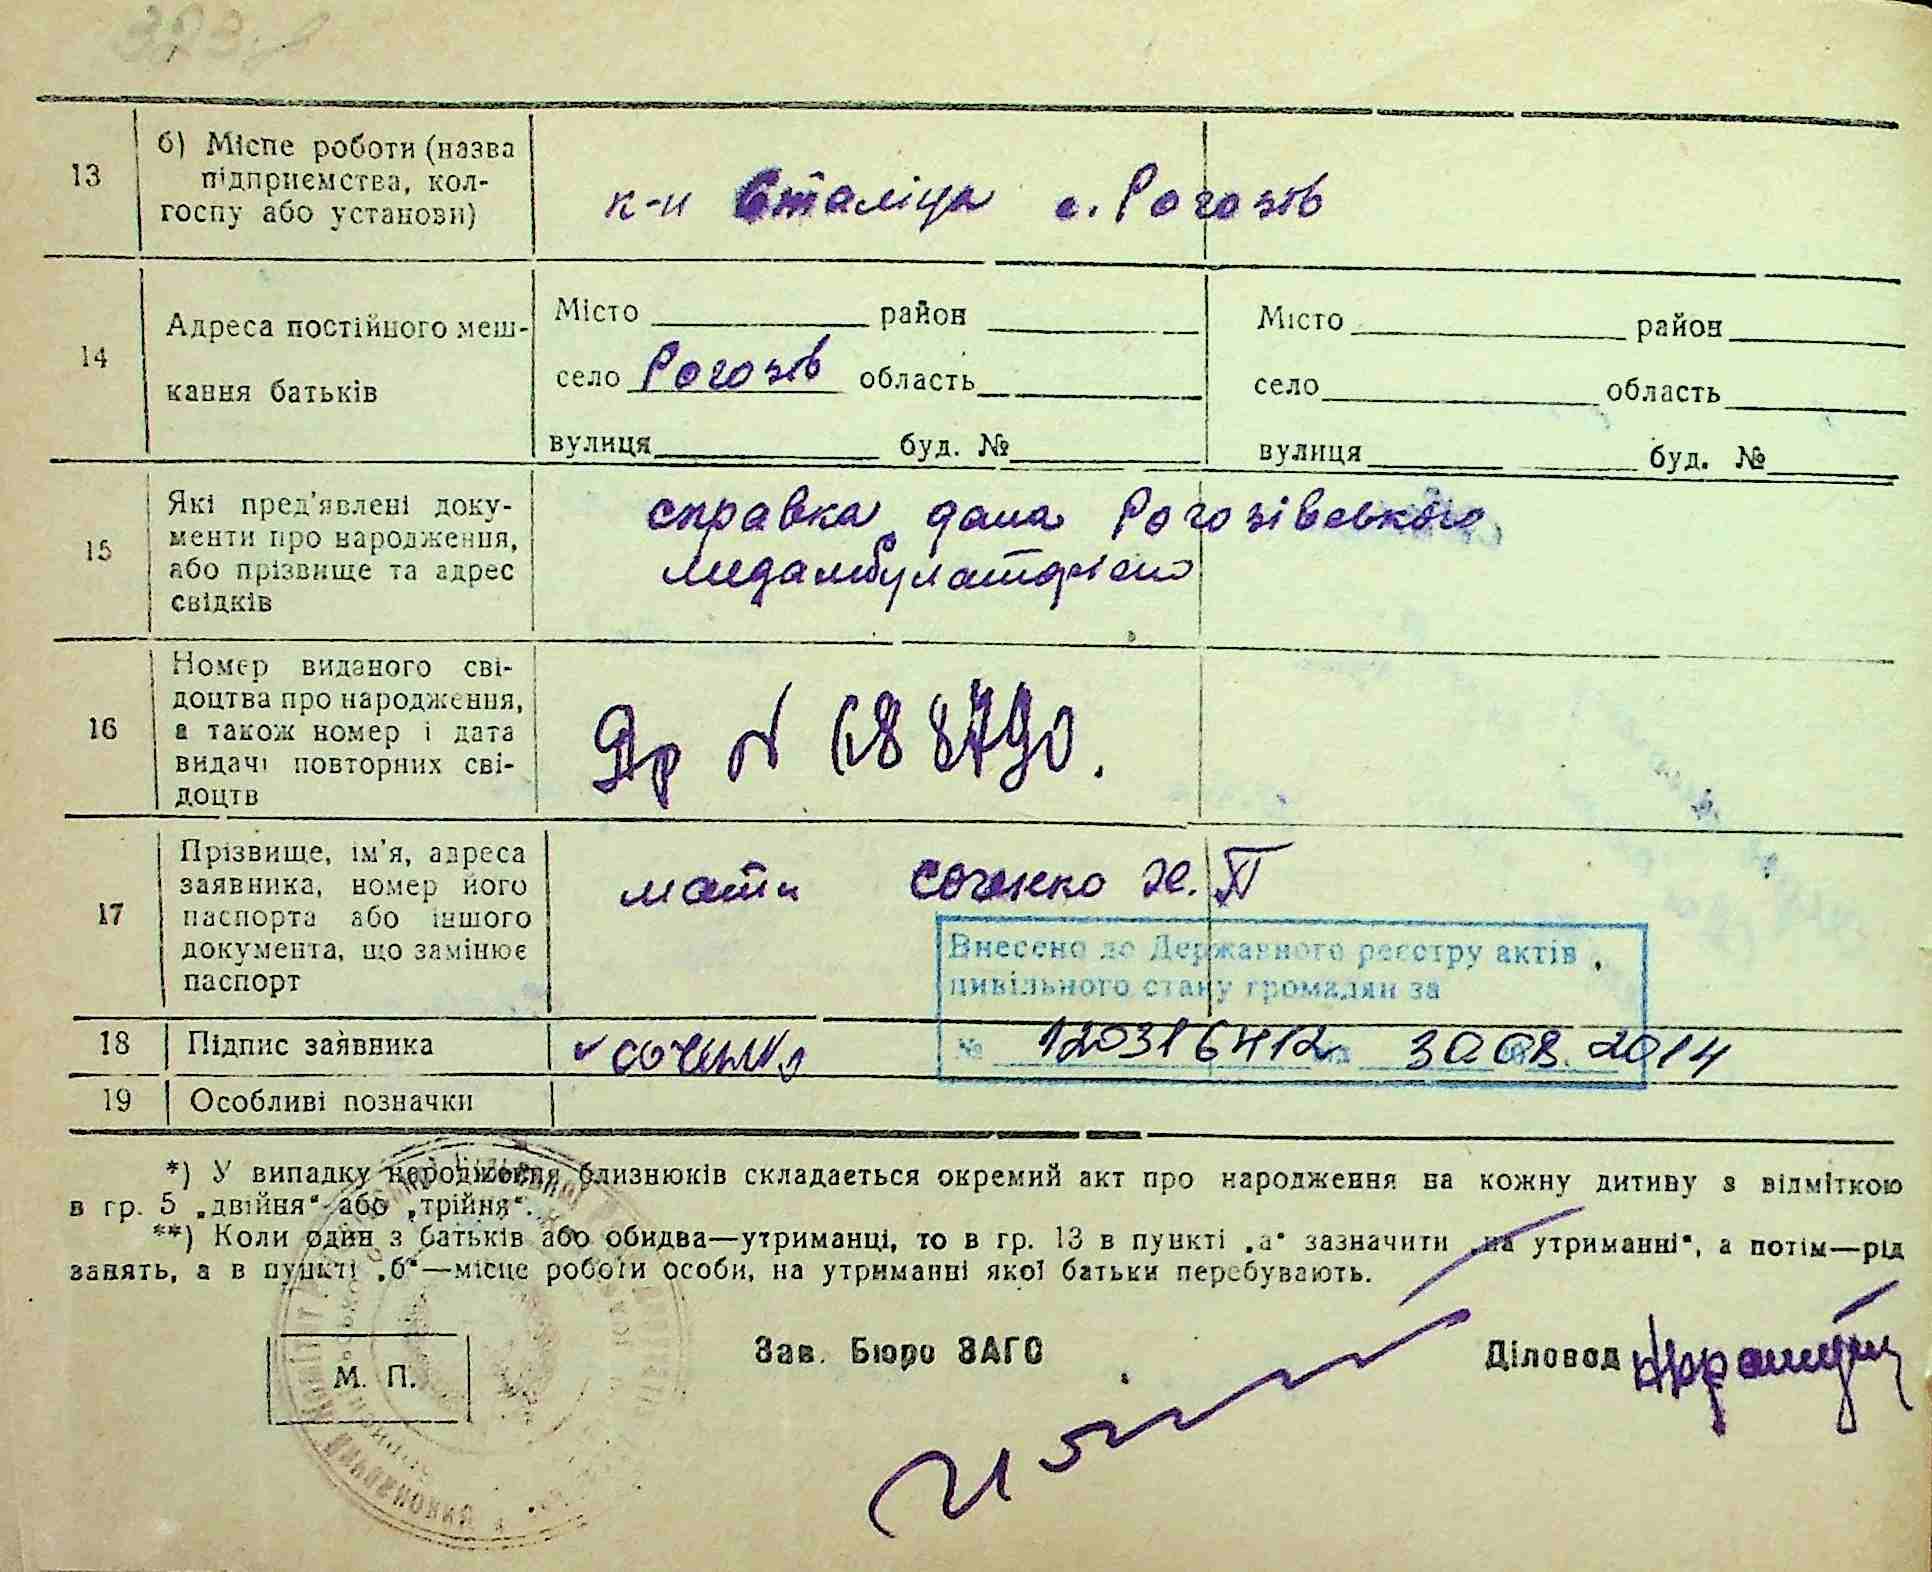 13
б) Місце роботи (назва
підприємства, кол-
госпу або установи)
к-п Сталіна с. Рогозів
14
Адреса постійного меш-
кання батьків
Місто район
село Рогозів область
вулиця буд. №
Місто район
село область
вулиця буд. №
15
Які пред'явлені доку-
менти про народження,
або прізвище та адрес
свідків
справка дана Рогозівською
медамбулаторією
16
Номер виданого сві-
доцтва про народження,
а також номер і дата
видачі повторних сві-
доцтв
№ 688790.
17
Прізвище, ім'я, адреса
заявника, номер його
паспорта або іншого
документа, що замінює
паспорт
мати Соченко П
Внесено до Державного реєстру актів
цивільного стану громадян за
№ 120316412 30.08.2014
18
Підпис заявника
Соченко
19
Особливі позначки
*) У випадку народження близнюків складається окремий акт про народження на кожну дитину з відміткою
в гр. 5 „двійня“ або „трійня“.
**) Коли один з батьків або обидва—утриманці, то в гр. 13 в пункті „а“ зазначити „на утриманні“, а потім—рід
занять, а в пункті „б“—місце роботи особи, на утриманні якої батьки перебувають.
М. П.
Зав. Бюро ЗАГС
Діловод